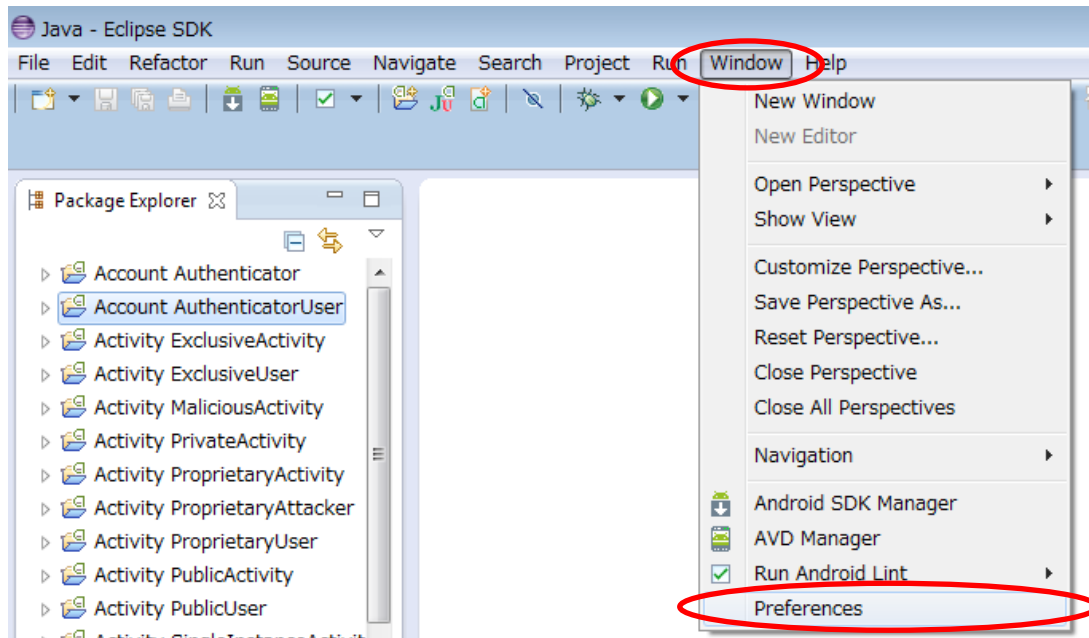 Java - Eclipse SDK
File Edit Refactor Run Source Navigate Search Project Run Window Help
Package Explorer
Account Authenticator
Account AuthenticatorUser
Activity ExclusiveActivity
Activity ExclusiveUser
Activity MaliciousActivity
Activity PrivateActivity
Activity ProprietaryActivity
Activity ProprietaryAttacker
Activity ProprietaryUser
Activity PublicActivity
Activity PublicUser
New Window
New Editor
Open Perspective
Show View
Customize Perspective...
Save Perspective As...
Reset Perspective...
Close Perspective
Close All Perspectives
Navigation
Android SDK Manager
AVD Manager
Run Android Lint
Preferences